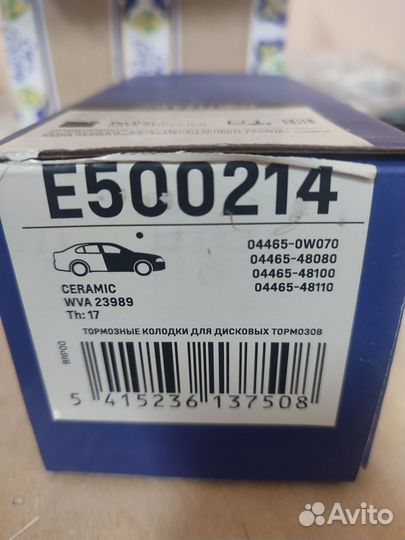 E500214
04465-0W070
04465-48080
04465-48100
04465-48110
CERAMIC
WVA 23989
Th: 17
ТОРМОЗНЫЕ КОЛОДКИ ДЛЯ ДИСКОВЫХ ТОРМОЗОВ
BRP00
5 415236 137508
Avito